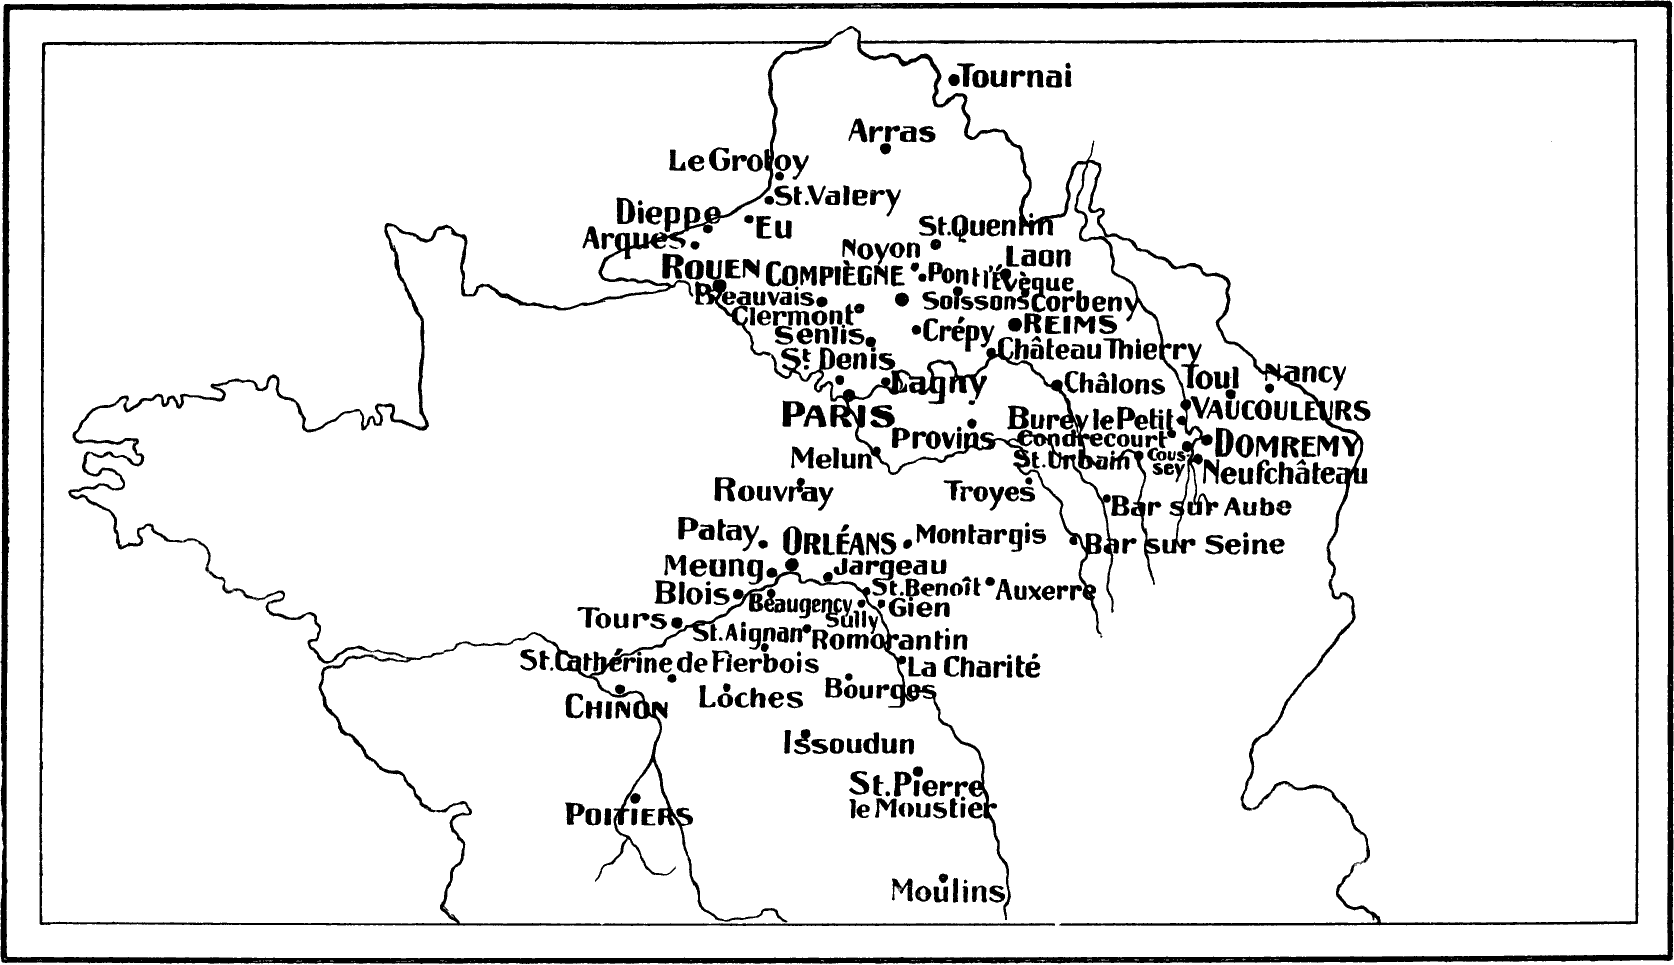 Tournai
Arras
Le Grotoy
St.Valery
Dieppe
Eu
Arques
St.Quentin
Noyon
Laon
ROUEN
COMPIÈGNE
Pont l'Évêque
Beauvais
Soissons
Corbeny
Clermont
Crépy
REIMS
Senlis
Château Thierry
St. Denis
Lagny
Châlons
Toul
Nancy
PARIS
VAUCOULEURS
Burey le Petit
Provins
Condrecourt
DOMREMY
Melun
St.Urbain
Cous-
sey
Neufchâteau
Rouvray
Troyes
Bar sur Aube
Patay
ORLÉANS
Montargis
Bar sur Seine
Meung
Jargeau
Blois
St.Benoît
Auxerre
Beaugency
Gien
Tours
Sully
St.Aignan
Romorantin
St.Cathérine de Fierbois
La Charité
Loches
Bourges
CHINON
Issoudun
St.Pierre
le Moustier
POITIERS
Moulins